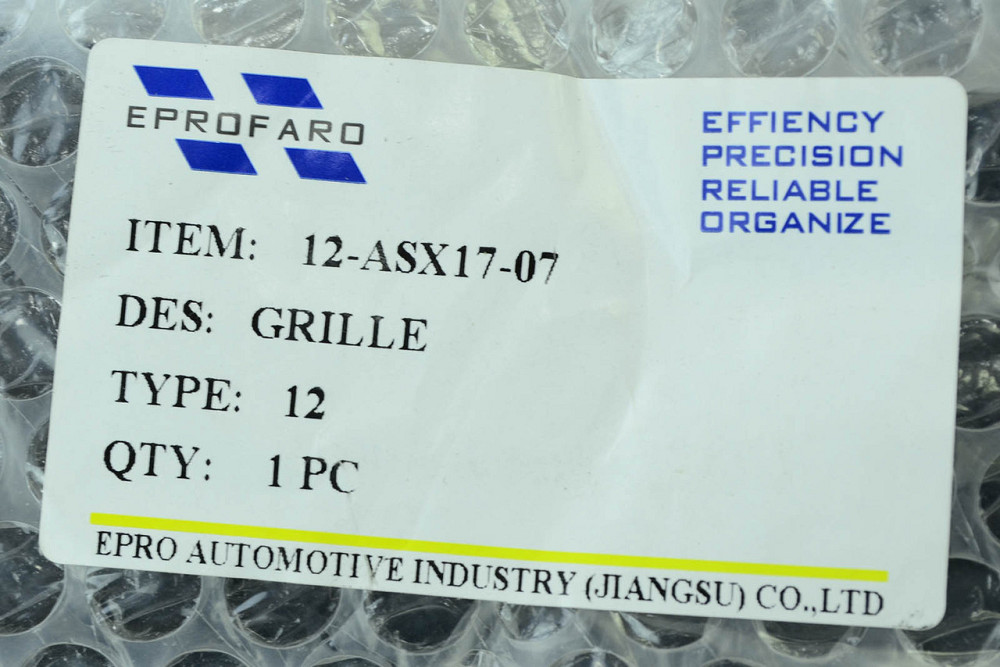 EPROFARO
EFFIENCY
PRECISION
RELIABLE
ORGANIZE
ITEM: 12-ASX17-07
DES: GRILLE
TYPE: 12
QTY: 1 PC
EPRO AUTOMOTIVE INDUSTRY (JIANGSU) CO.,LTD